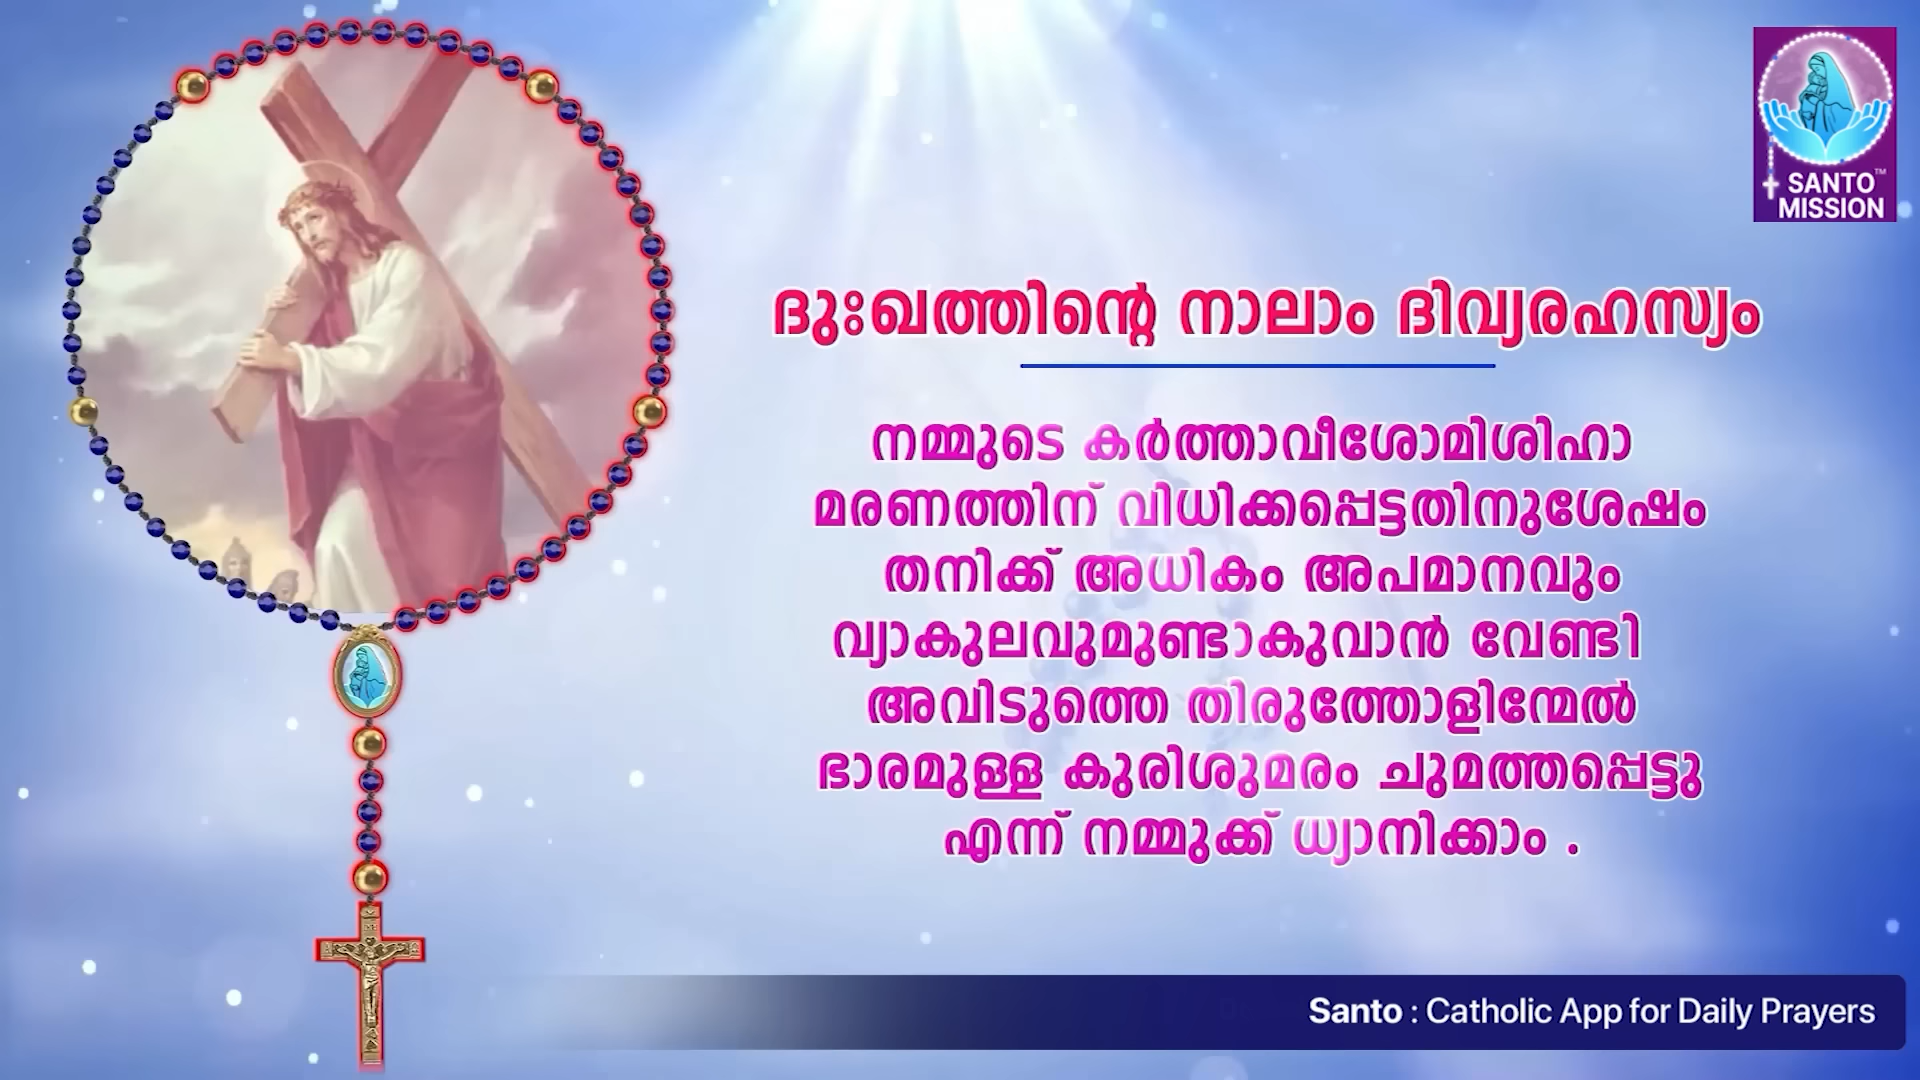 SANTO™
MISSION
ദുഃഖത്തിന്റെ നാലാം ദിവ്യരഹസ്യം
നമ്മുടെ കർത്താവീശോമിശിഹാ
മരണത്തിന് വിധിക്കപ്പെട്ടതിനുശേഷം
തനിക്ക് അധികം അപമാനവും
വ്യാകുലവുമുണ്ടാകുവാൻ വേണ്ടി
അവിടുത്തെ തിരുത്തോളിന്മേൽ
ഭാരമുള്ള കുരിശുമരം ചുമത്തപ്പെട്ടു
എന്ന് നമ്മുക്ക് ധ്യാനിക്കാം .
Santo : Catholic App for Daily Prayers